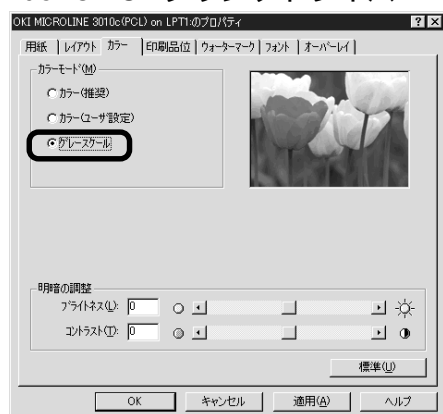 OKI MICROLINE 3010c(PCL) on LPT1:のプロパティ
用紙 レイアウト カラー 印刷品位 ウォーターマーク フォント オーバーレイ
カラーモード(M)
カラー(推奨)
カラー(ユーザ設定)
グレースケール
明暗の調整
ブライトネス(L): 0
コントラスト(T): 0
標準(U)
OK キャンセル 適用(A) ヘルプ